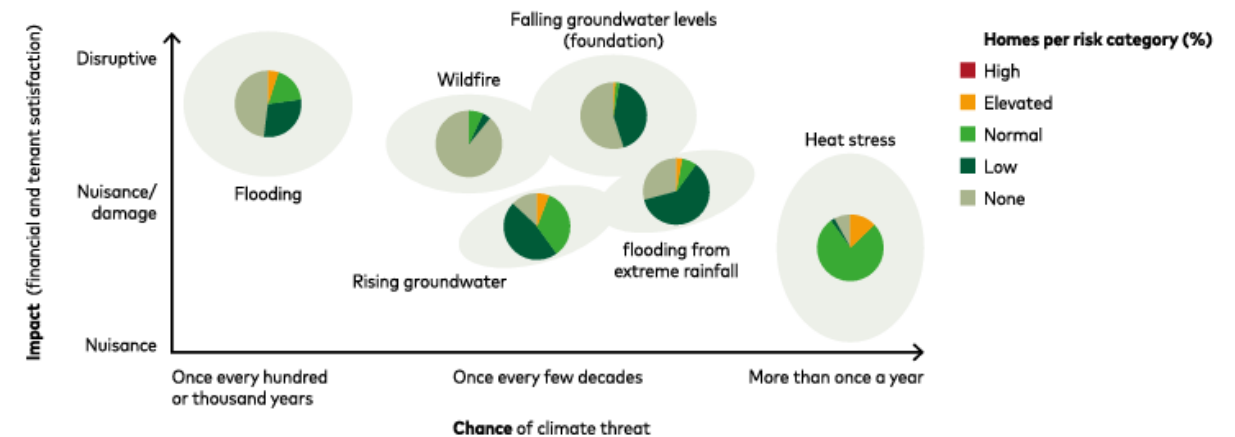 Impact (financial and tenant satisfaction)
Disruptive
Nuisance/
damage
Nuisance
Flooding
Wildfire
Falling groundwater levels
(foundation)
Rising groundwater
flooding from
extreme rainfall
Heat stress
Once every hundred
or thousand years
Once every few decades
More than once a year
Chance of climate threat
Homes per risk category (%)
High
Elevated
Normal
Low
None